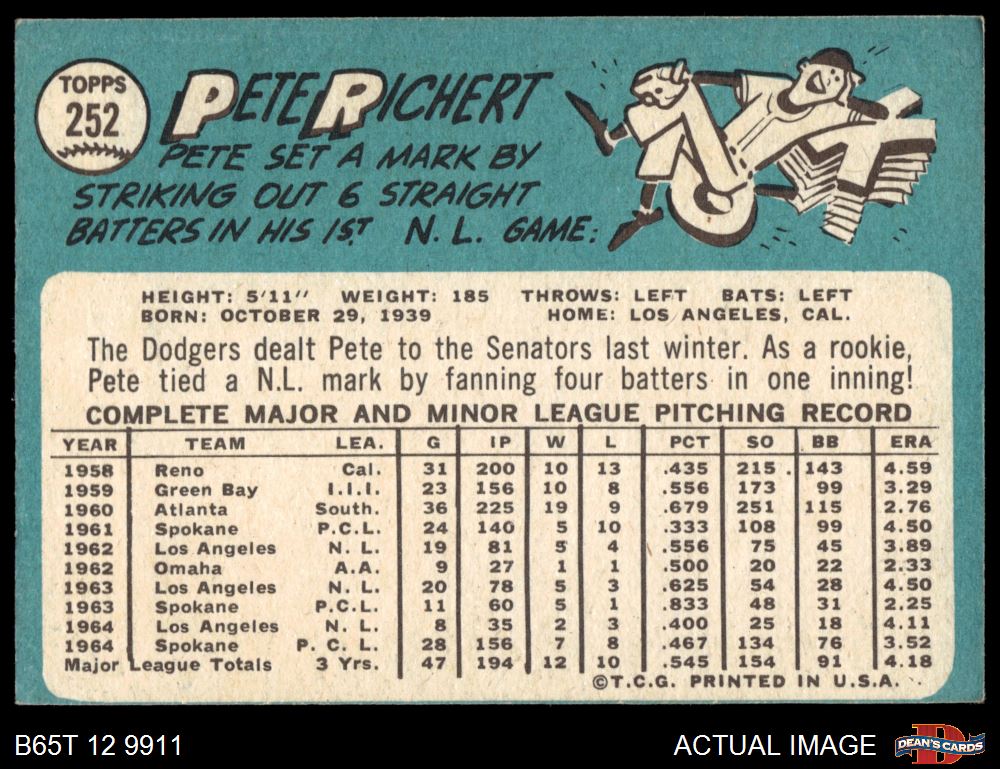 TOPPS
252
PETE RICHERT
PETE SET A MARK BY
STRIKING OUT 6 STRAIGHT
BATTERS IN HIS 1ST N. L. GAME:
HEIGHT: 5'11" WEIGHT: 185 THROWS: LEFT BATS: LEFT
BORN: OCTOBER 29, 1939 HOME: LOS ANGELES, CAL.
The Dodgers dealt Pete to the Senators last winter. As a rookie,
Pete tied a N.L. mark by fanning four batters in one inning!
COMPLETE MAJOR AND MINOR LEAGUE PITCHING RECORD
YEAR TEAM LEA. G IP W L PCT SO BB ERA
1958 Reno Cal. 31 200 10 13 .435 215 143 4.59
1959 Green Bay I.I.I. 23 156 10 8 .556 173 99 3.29
1960 Atlanta South. 36 225 19 9 .679 251 115 2.76
1961 Spokane P.C.L. 24 140 5 10 .333 108 99 4.50
1962 Los Angeles N. L. 19 81 5 4 .556 75 45 3.89
1962 Omaha A.A. 9 27 1 1 .500 20 22 2.33
1963 Los Angeles N. L. 20 78 5 3 .625 54 28 4.50
1963 Spokane P.C.L. 11 60 5 1 .833 48 31 2.25
1964 Los Angeles N. L. 8 35 2 3 .400 25 18 4.11
1964 Spokane P. C. L. 28 156 7 8 .467 134 76 3.52
Major League Totals 3 Yrs. 47 194 12 10 .545 154 91 4.18
©T.C.G. PRINTED IN U.S.A.
B65T 12 9911
ACTUAL IMAGE
D
DEAN'S CARDS